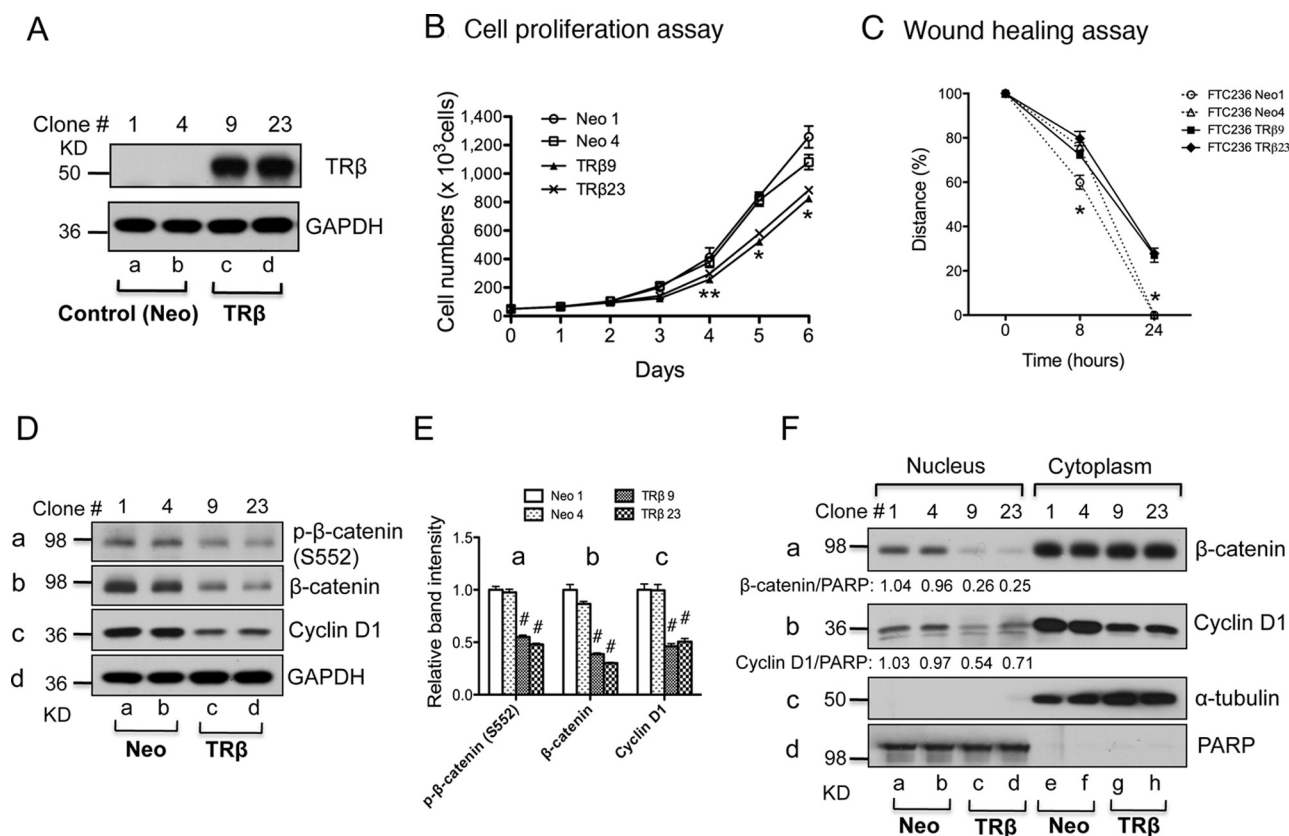 A
Clone # 1 4 9 23
KD
50
TRβ
36
GAPDH
a b c d
Control (Neo) TRβ
B Cell proliferation assay
Cell numbers (x 10³cells)
1,400
1,200
1,000
800
600
400
200
0
Neo 1
Neo 4
TRβ9
TRβ23
** * *
0 1 2 3 4 5 6
Days
C Wound healing assay
Distance (%)
100
80
60
40
20
0
FTC236 Neo1
FTC236 Neo4
FTC236 TRβ9
FTC236 TRβ23
*
*
0 8 24
Time (hours)
D
Clone # 1 4 9 23
a 98 p-β-catenin
(S552)
b 98 β-catenin
c 36 Cyclin D1
d 36 GAPDH
KD a b c d
Neo TRβ
E
Neo 1 TRβ 9
Neo 4 TRβ 23
Relative band intensity
1.5
1.0
0.5
0.0
a b c
# # # # # #
p-β-catenin (S552)
β-catenin
Cyclin D1
F
Nucleus Cytoplasm
Clone #1 4 9 23 1 4 9 23
a 98 β-catenin
β-catenin/PARP: 1.04 0.96 0.26 0.25
b 36 Cyclin D1
Cyclin D1/PARP: 1.03 0.97 0.54 0.71
c 50 α-tubulin
d 98 PARP
KD a b c d e f g h
Neo TRβ Neo TRβ